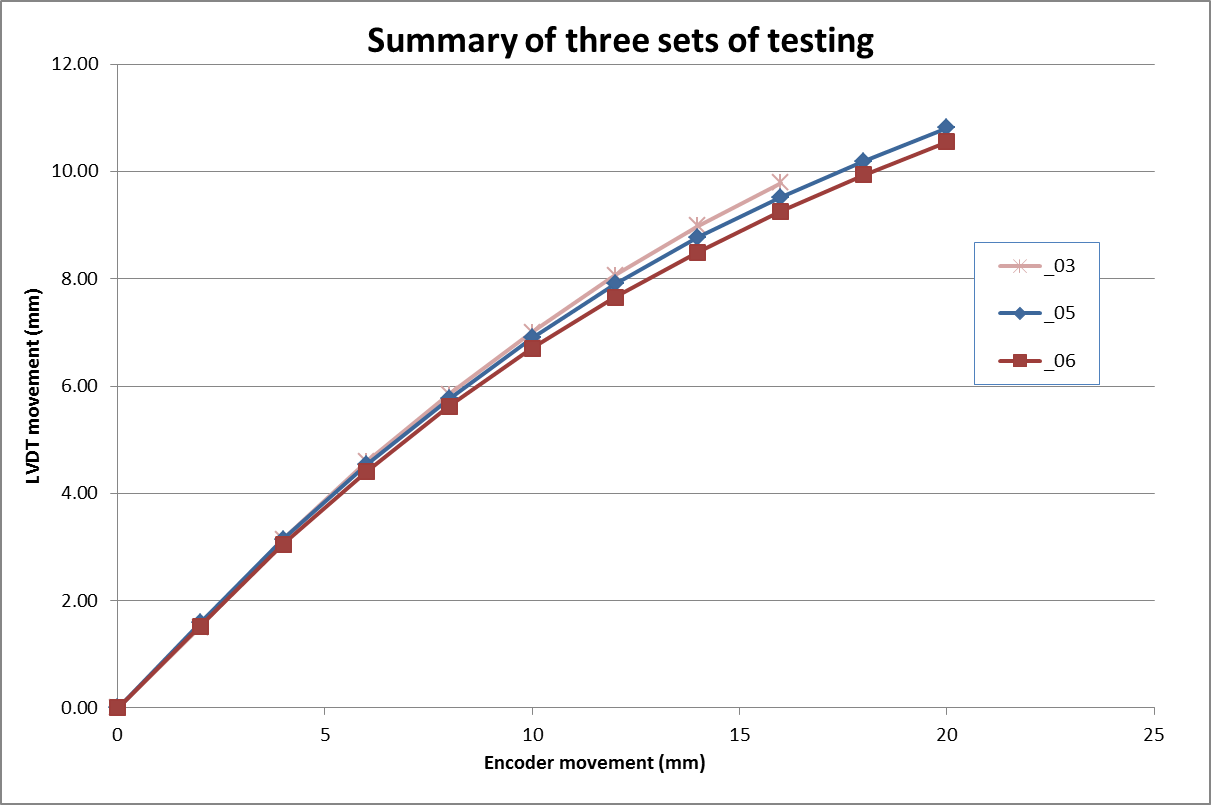 Summary of three sets of testing
12.00
10.00
8.00
6.00
4.00
2.00
0.00
LVDT movement (mm)
_03
_05
_06
0 5 10 15 20 25
Encoder movement (mm)